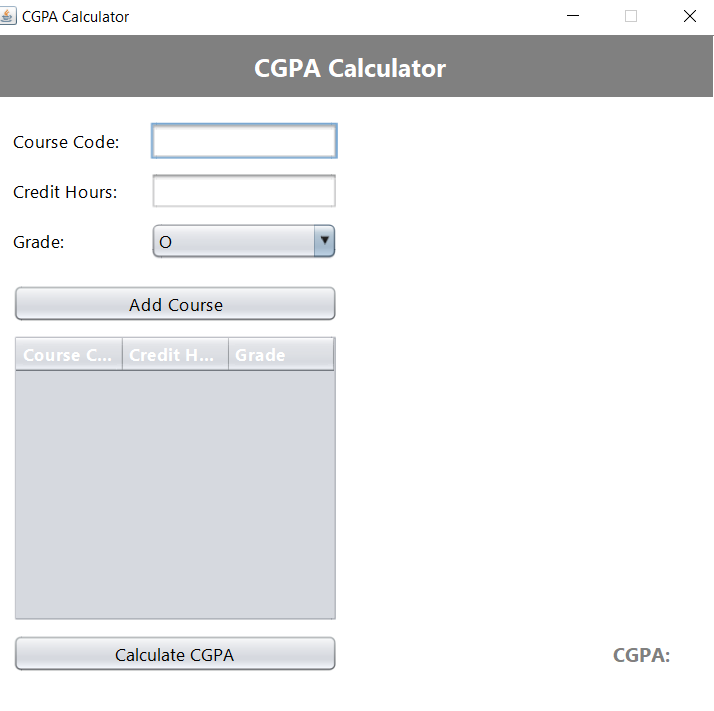 CGPA Calculator
CGPA Calculator
Course Code:
Credit Hours:
Grade:
O
Add Course
Course C... Credit H... Grade
Calculate CGPA
CGPA: